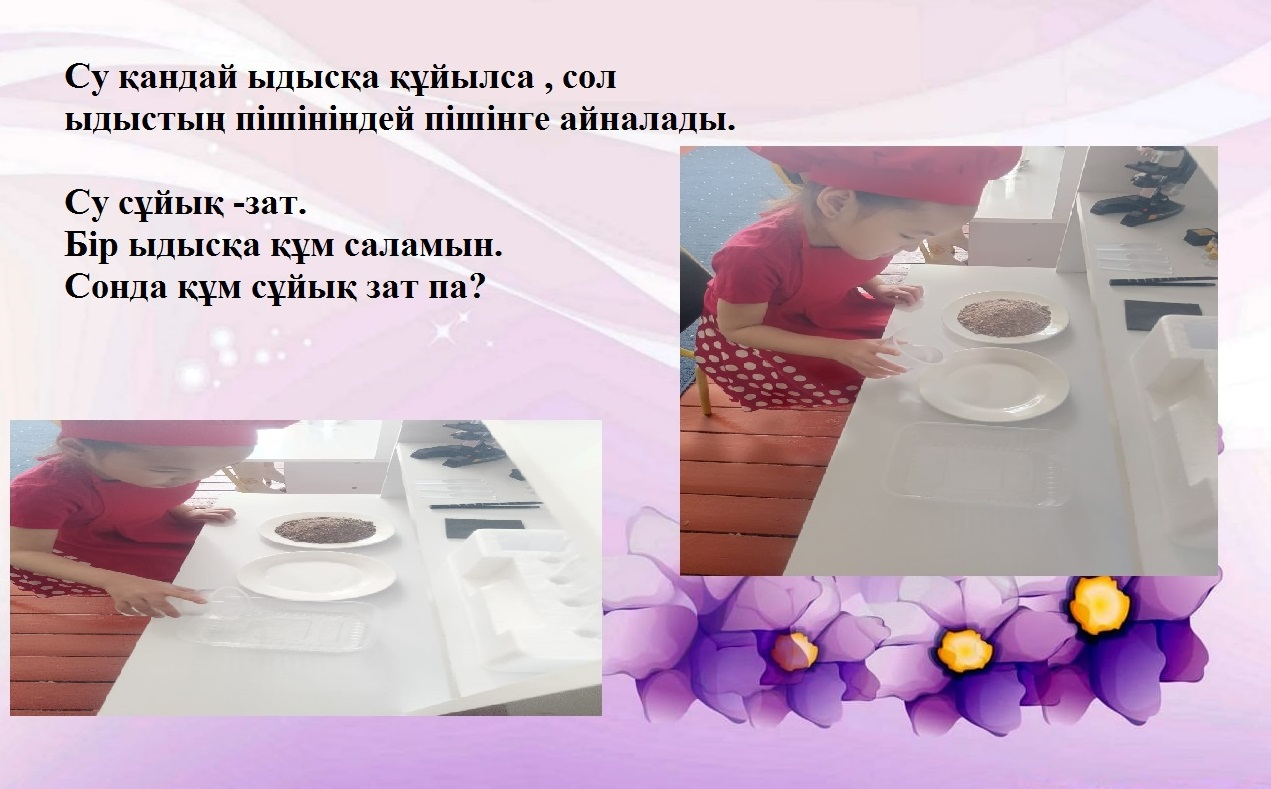 Су қандай ыдысқа құйылса , сол
ыдыстың пішініндей пішінге айналады.
Су сұйық -зат.
Бір ыдысқа құм саламын.
Сонда құм сұйық зат па?